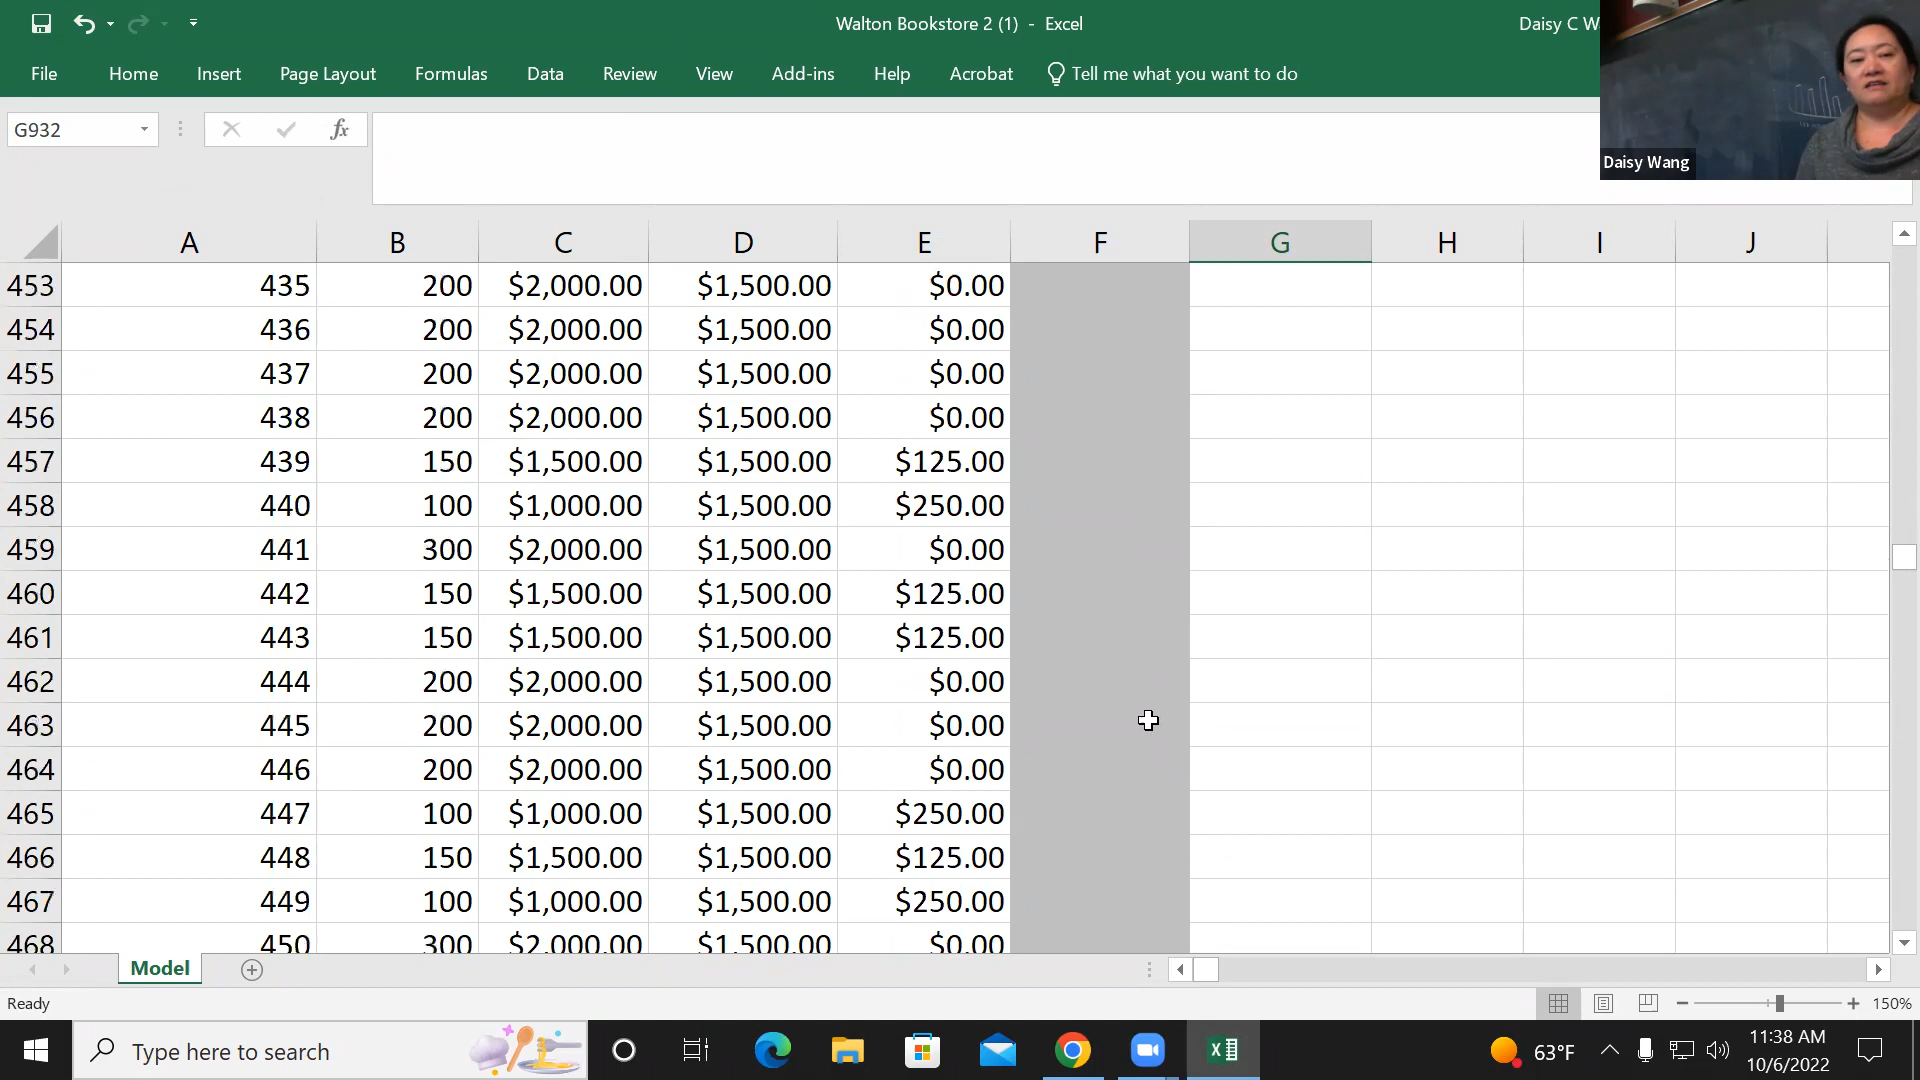 Walton Bookstore 2 (1) - Excel
Daisy C W
File Home Insert Page Layout Formulas Data Review View Add-ins Help Acrobat Tell me what you want to do
G932
fx
Daisy Wang
A B C D E F G H I J
453 435 200 $2,000.00 $1,500.00 $0.00
454 436 200 $2,000.00 $1,500.00 $0.00
455 437 200 $2,000.00 $1,500.00 $0.00
456 438 200 $2,000.00 $1,500.00 $0.00
457 439 150 $1,500.00 $1,500.00 $125.00
458 440 100 $1,000.00 $1,500.00 $250.00
459 441 300 $2,000.00 $1,500.00 $0.00
460 442 150 $1,500.00 $1,500.00 $125.00
461 443 150 $1,500.00 $1,500.00 $125.00
462 444 200 $2,000.00 $1,500.00 $0.00
463 445 200 $2,000.00 $1,500.00 $0.00
464 446 200 $2,000.00 $1,500.00 $0.00
465 447 100 $1,000.00 $1,500.00 $250.00
466 448 150 $1,500.00 $1,500.00 $125.00
467 449 100 $1,000.00 $1,500.00 $250.00
468 450 300 $2,000.00 $1,500.00 $0.00
Model
Ready
150%
Type here to search
63°F
11:38 AM
10/6/2022